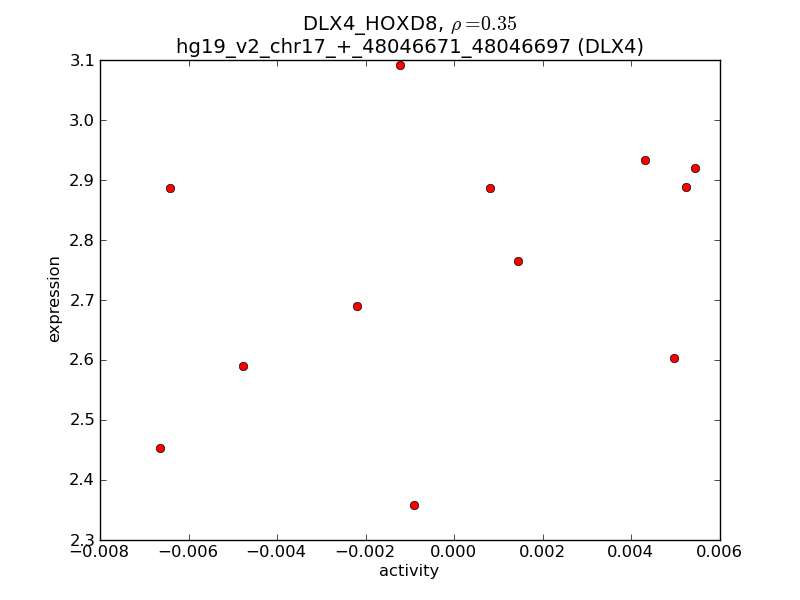 DLX4_HOXD8, ρ=0.35
hg19_v2_chr17_+_48046671_48046697 (DLX4)
3.1
3.0
2.9
2.8
2.7
2.6
2.5
2.4
2.3
expression
−0.008 −0.006 −0.004 −0.002 0.000 0.002 0.004 0.006
activity